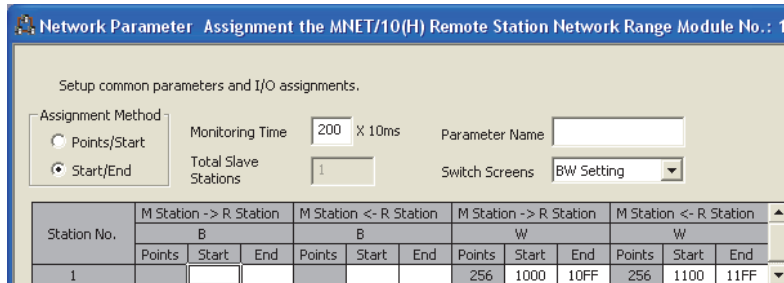 Network Parameter Assignment the MNET/10(H) Remote Station Network Range Module No.: 1
Setup common parameters and I/O assignments.
Assignment Method
Points/Start
Start/End
Monitoring Time 200 X 10ms
Total Slave Stations 1
Parameter Name
Switch Screens BW Setting
Station No. M Station -> R Station M Station <- R Station M Station -> R Station M Station <- R Station
B B W W
Points Start End Points Start End Points Start End Points Start End
1 256 1000 10FF 256 1100 11FF